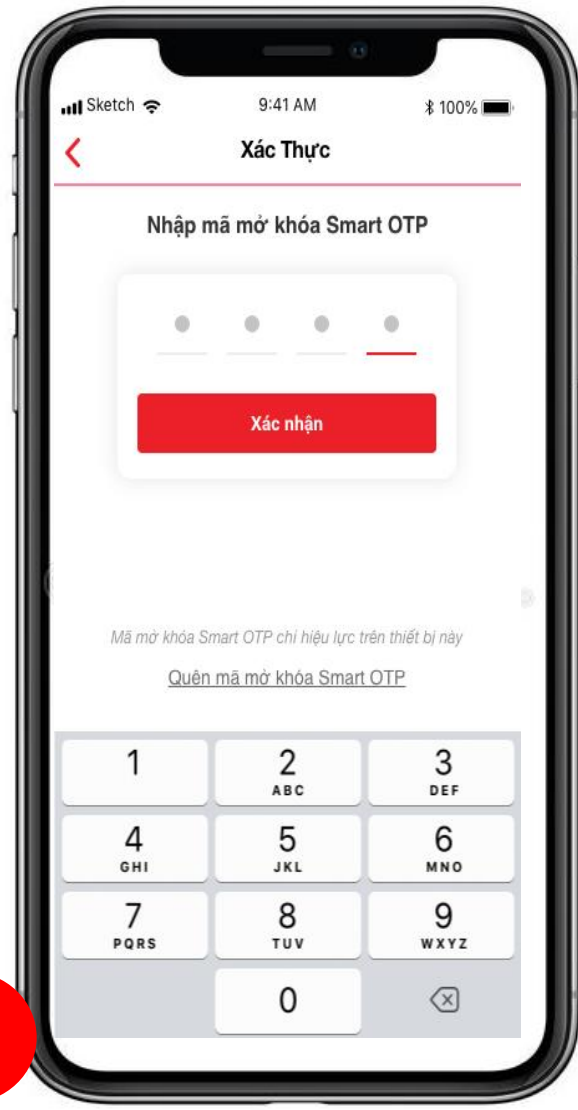 Sketch 9:41 AM 100%
Xác Thực
Nhập mã mở khóa Smart OTP
Xác nhận
Mã mở khóa Smart OTP chỉ hiệu lực trên thiết bị này
Quên mã mở khóa Smart OTP
1 2 3
ABC DEF
4 5 6
GHI JKL MNO
7 8 9
PQRS TUV WXYZ
0